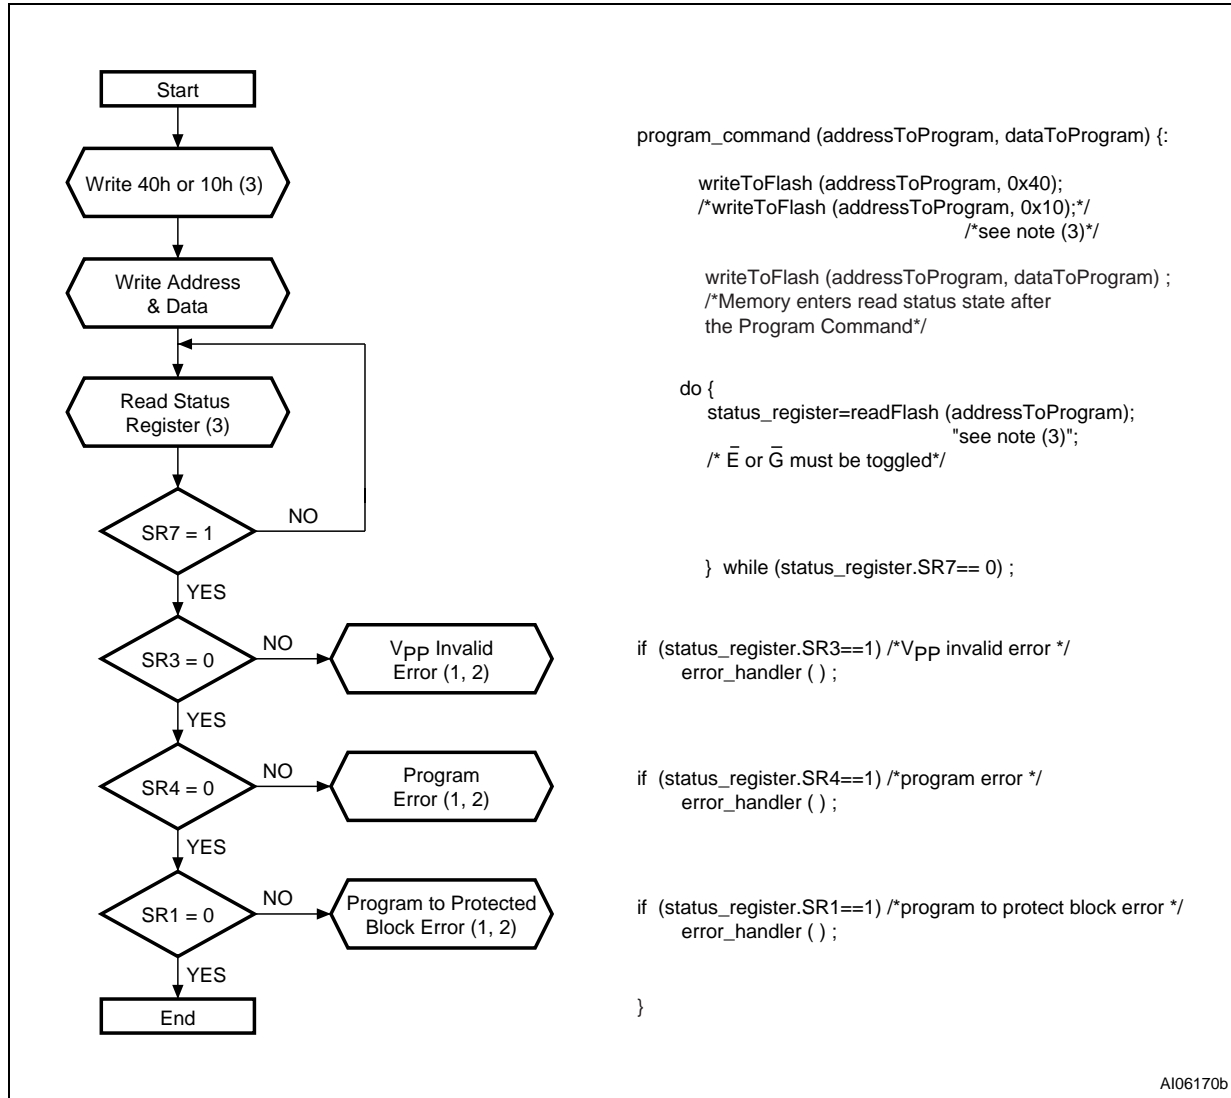 Start
Write 40h or 10h (3)
Write Address
& Data
Read Status
Register (3)
SR7 = 1
NO
YES
SR3 = 0
NO
VPP Invalid
Error (1, 2)
YES
SR4 = 0
NO
Program
Error (1, 2)
YES
SR1 = 0
NO
Program to Protected
Block Error (1, 2)
YES
End
program_command (addressToProgram, dataToProgram) {:
writeToFlash (addressToProgram, 0x40);
/*writeToFlash (addressToProgram, 0x10);*/
/*see note (3)*/
writeToFlash (addressToProgram, dataToProgram) ;
/*Memory enters read status state after
the Program Command*/
do {
status_register=readFlash (addressToProgram);
"see note (3)";
/* E̅ or G̅ must be toggled*/
} while (status_register.SR7== 0) ;
if (status_register.SR3==1) /*VPP invalid error */
error_handler ( ) ;
if (status_register.SR4==1) /*program error */
error_handler ( ) ;
if (status_register.SR1==1) /*program to protect block error */
error_handler ( ) ;
}
AI06170b